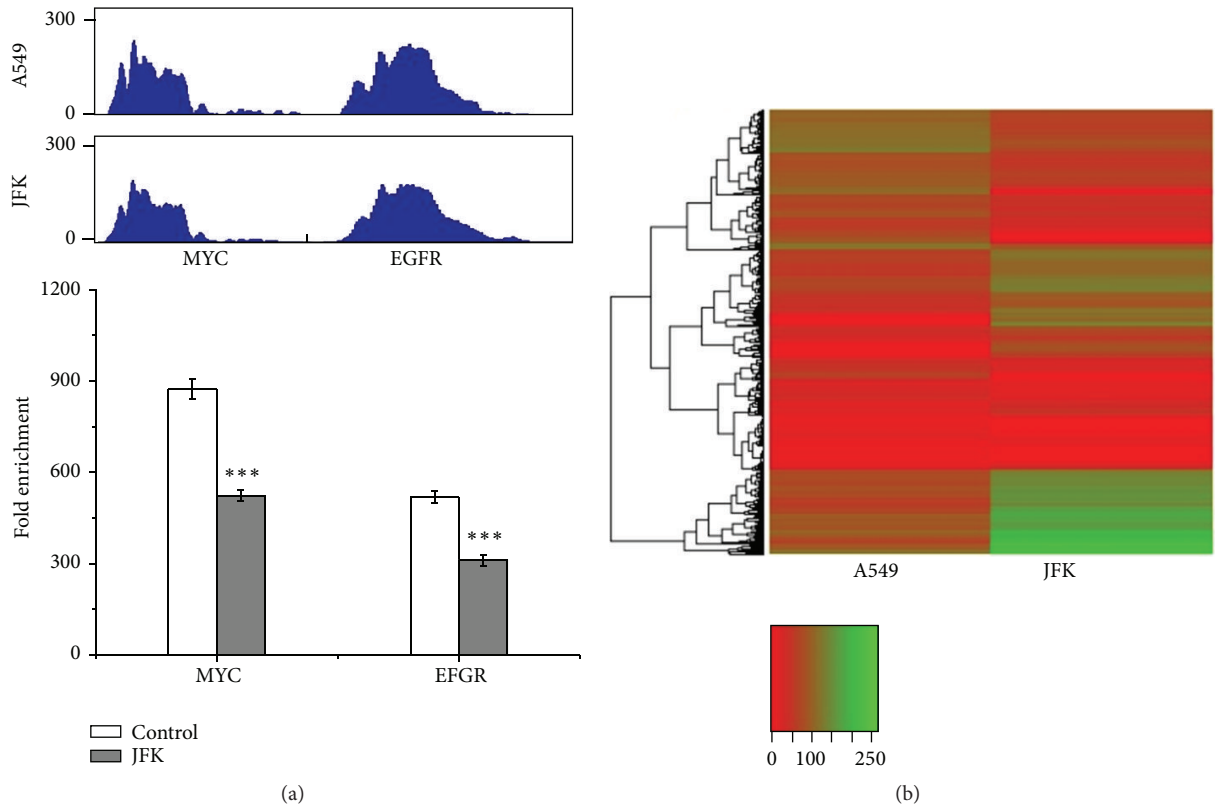 300
A549
0
300
JFK
0
MYC EGFR
1200
900
600
300
0
Fold enrichment
***
***
MYC EFGR
Control
JFK
(a)
A549 JFK
0 100 250
(b)